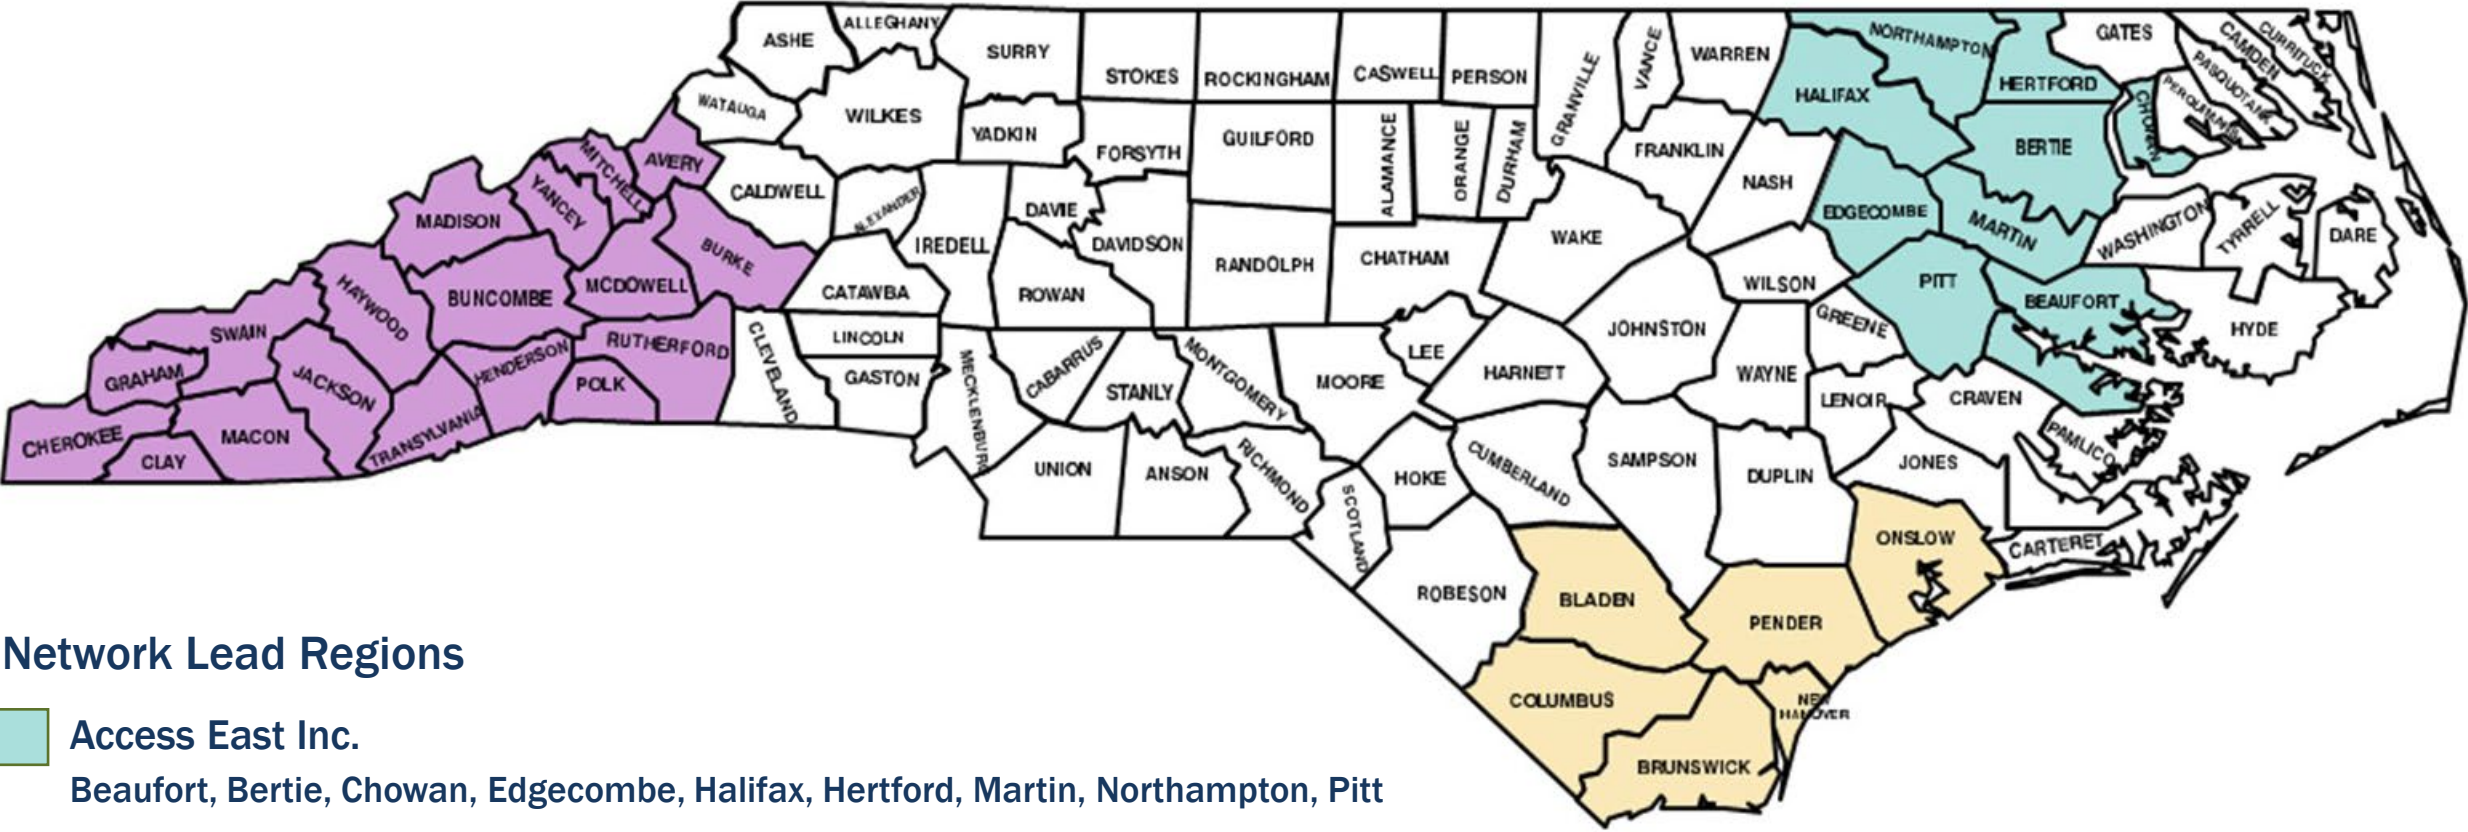 ASHE
ALLEGHANY
SURRY
STOKES
ROCKINGHAM
CASWELL
PERSON
GRANVILLE
VANCE
WARREN
NORTHAMPTON
GATES
CAMDEN
CURRITUCK
WATAUGA
WILKES
YADKIN
FORSYTH
GUILFORD
ALAMANCE
ORANGE
DURHAM
FRANKLIN
HALIFAX
HERTFORD
CHOWAN
PERQUIMANS
PASQUOTANK
MITCHELL
AVERY
YANCEY
MADISON
CALDWELL
ALEXANDER
IREDELL
DAVIE
DAVIDSON
RANDOLPH
CHATHAM
WAKE
NASH
EDGECOMBE
BERTIE
MARTIN
WASHINGTON
TYRRELL
DARE
BURKE
HAYWOOD
BUNCOMBE
MCDOWELL
CATAWBA
ROWAN
WILSON
PITT
BEAUFORT
HYDE
SWAIN
GRAHAM
JACKSON
HENDERSON
RUTHERFORD
POLK
CLEVELAND
LINCOLN
GASTON
MECKLENBURG
CABARRUS
STANLY
MONTGOMERY
MOORE
LEE
HARNETT
JOHNSTON
WAYNE
GREENE
LENOIR
CRAVEN
PAMLICO
CHEROKEE
CLAY
MACON
TRANSYLVANIA
UNION
ANSON
RICHMOND
SCOTLAND
HOKE
CUMBERLAND
SAMPSON
DUPLIN
JONES
ONSLOW
CARTERET
ROBESON
BLADEN
PENDER
COLUMBUS
NEW
HANOVER
BRUNSWICK
Network Lead Regions
Access East Inc.
Beaufort, Bertie, Chowan, Edgecombe, Halifax, Hertford, Martin, Northampton, Pitt